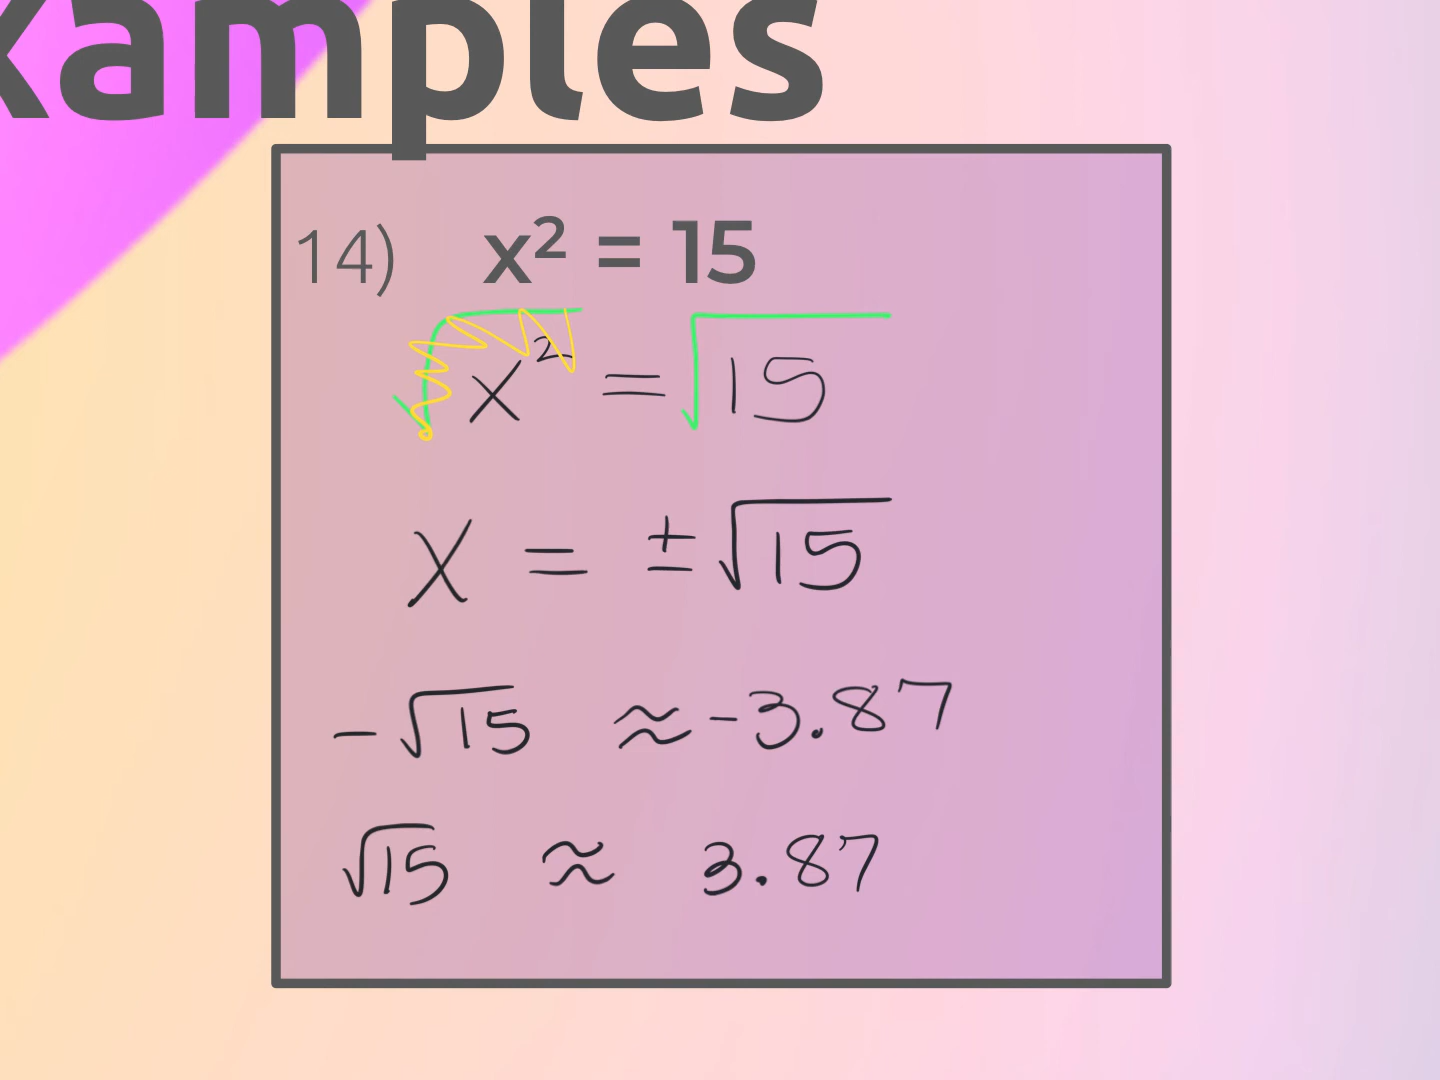 xamples
14) x² = 15
√x² = √15
x = ±√15
-√15 ≈ -3.87
√15 ≈ 3.87